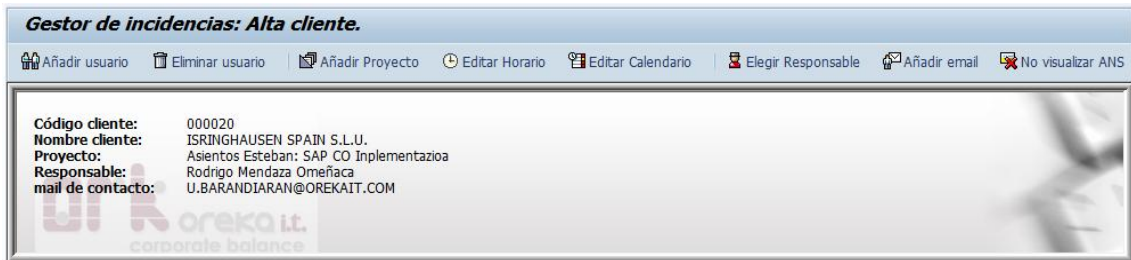 Gestor de incidencias: Alta cliente.
Añadir usuario Eliminar usuario Añadir Proyecto Editar Horario Editar Calendario Elegir Responsable Añadir email No visualizar ANS
Código cliente: 000020
Nombre cliente: ISRINGHAUSEN SPAIN S.L.U.
Proyecto: Asientos Esteban: SAP CO Inplementazioa
Responsable: Rodrigo Mendaza Omeñaca
mail de contacto: U.BARANDIARAN@OREKAIT.COM
ork oreka i.t.
corporate balance